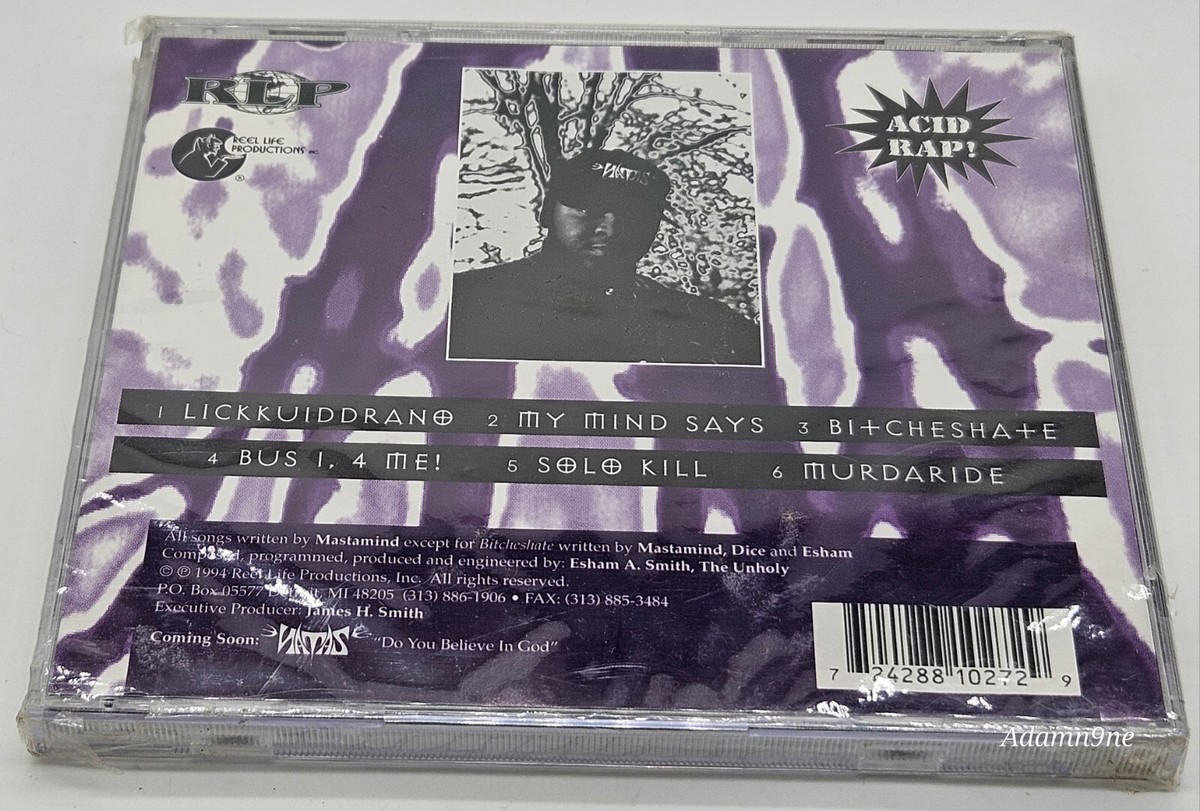 RLP
REEL LIFE
PRODUCTIONS INC.
®
NATAS
ACID
RAP!
1 LICKKUIDDRANO 2 MY MIND SAYS 3 BITCHESHATE
4 BUS 1, 4 ME! 5 SOLO KILL 6 MURDARIDE
All songs written by Mastamind except for Bitcheshate written by Mastamind, Dice and Esham
Composed, programmed, produced and engineered by: Esham A. Smith, The Unholy
© ℗ 1994 Reel Life Productions, Inc. All rights reserved.
P.O. Box 05577 Detroit, MI 48205 (313) 886-1906 • FAX: (313) 885-3484
Executive Producer: James H. Smith
Coming Soon: NATAS "Do You Believe In God"
7 24288 10272 9
Adamn9ne